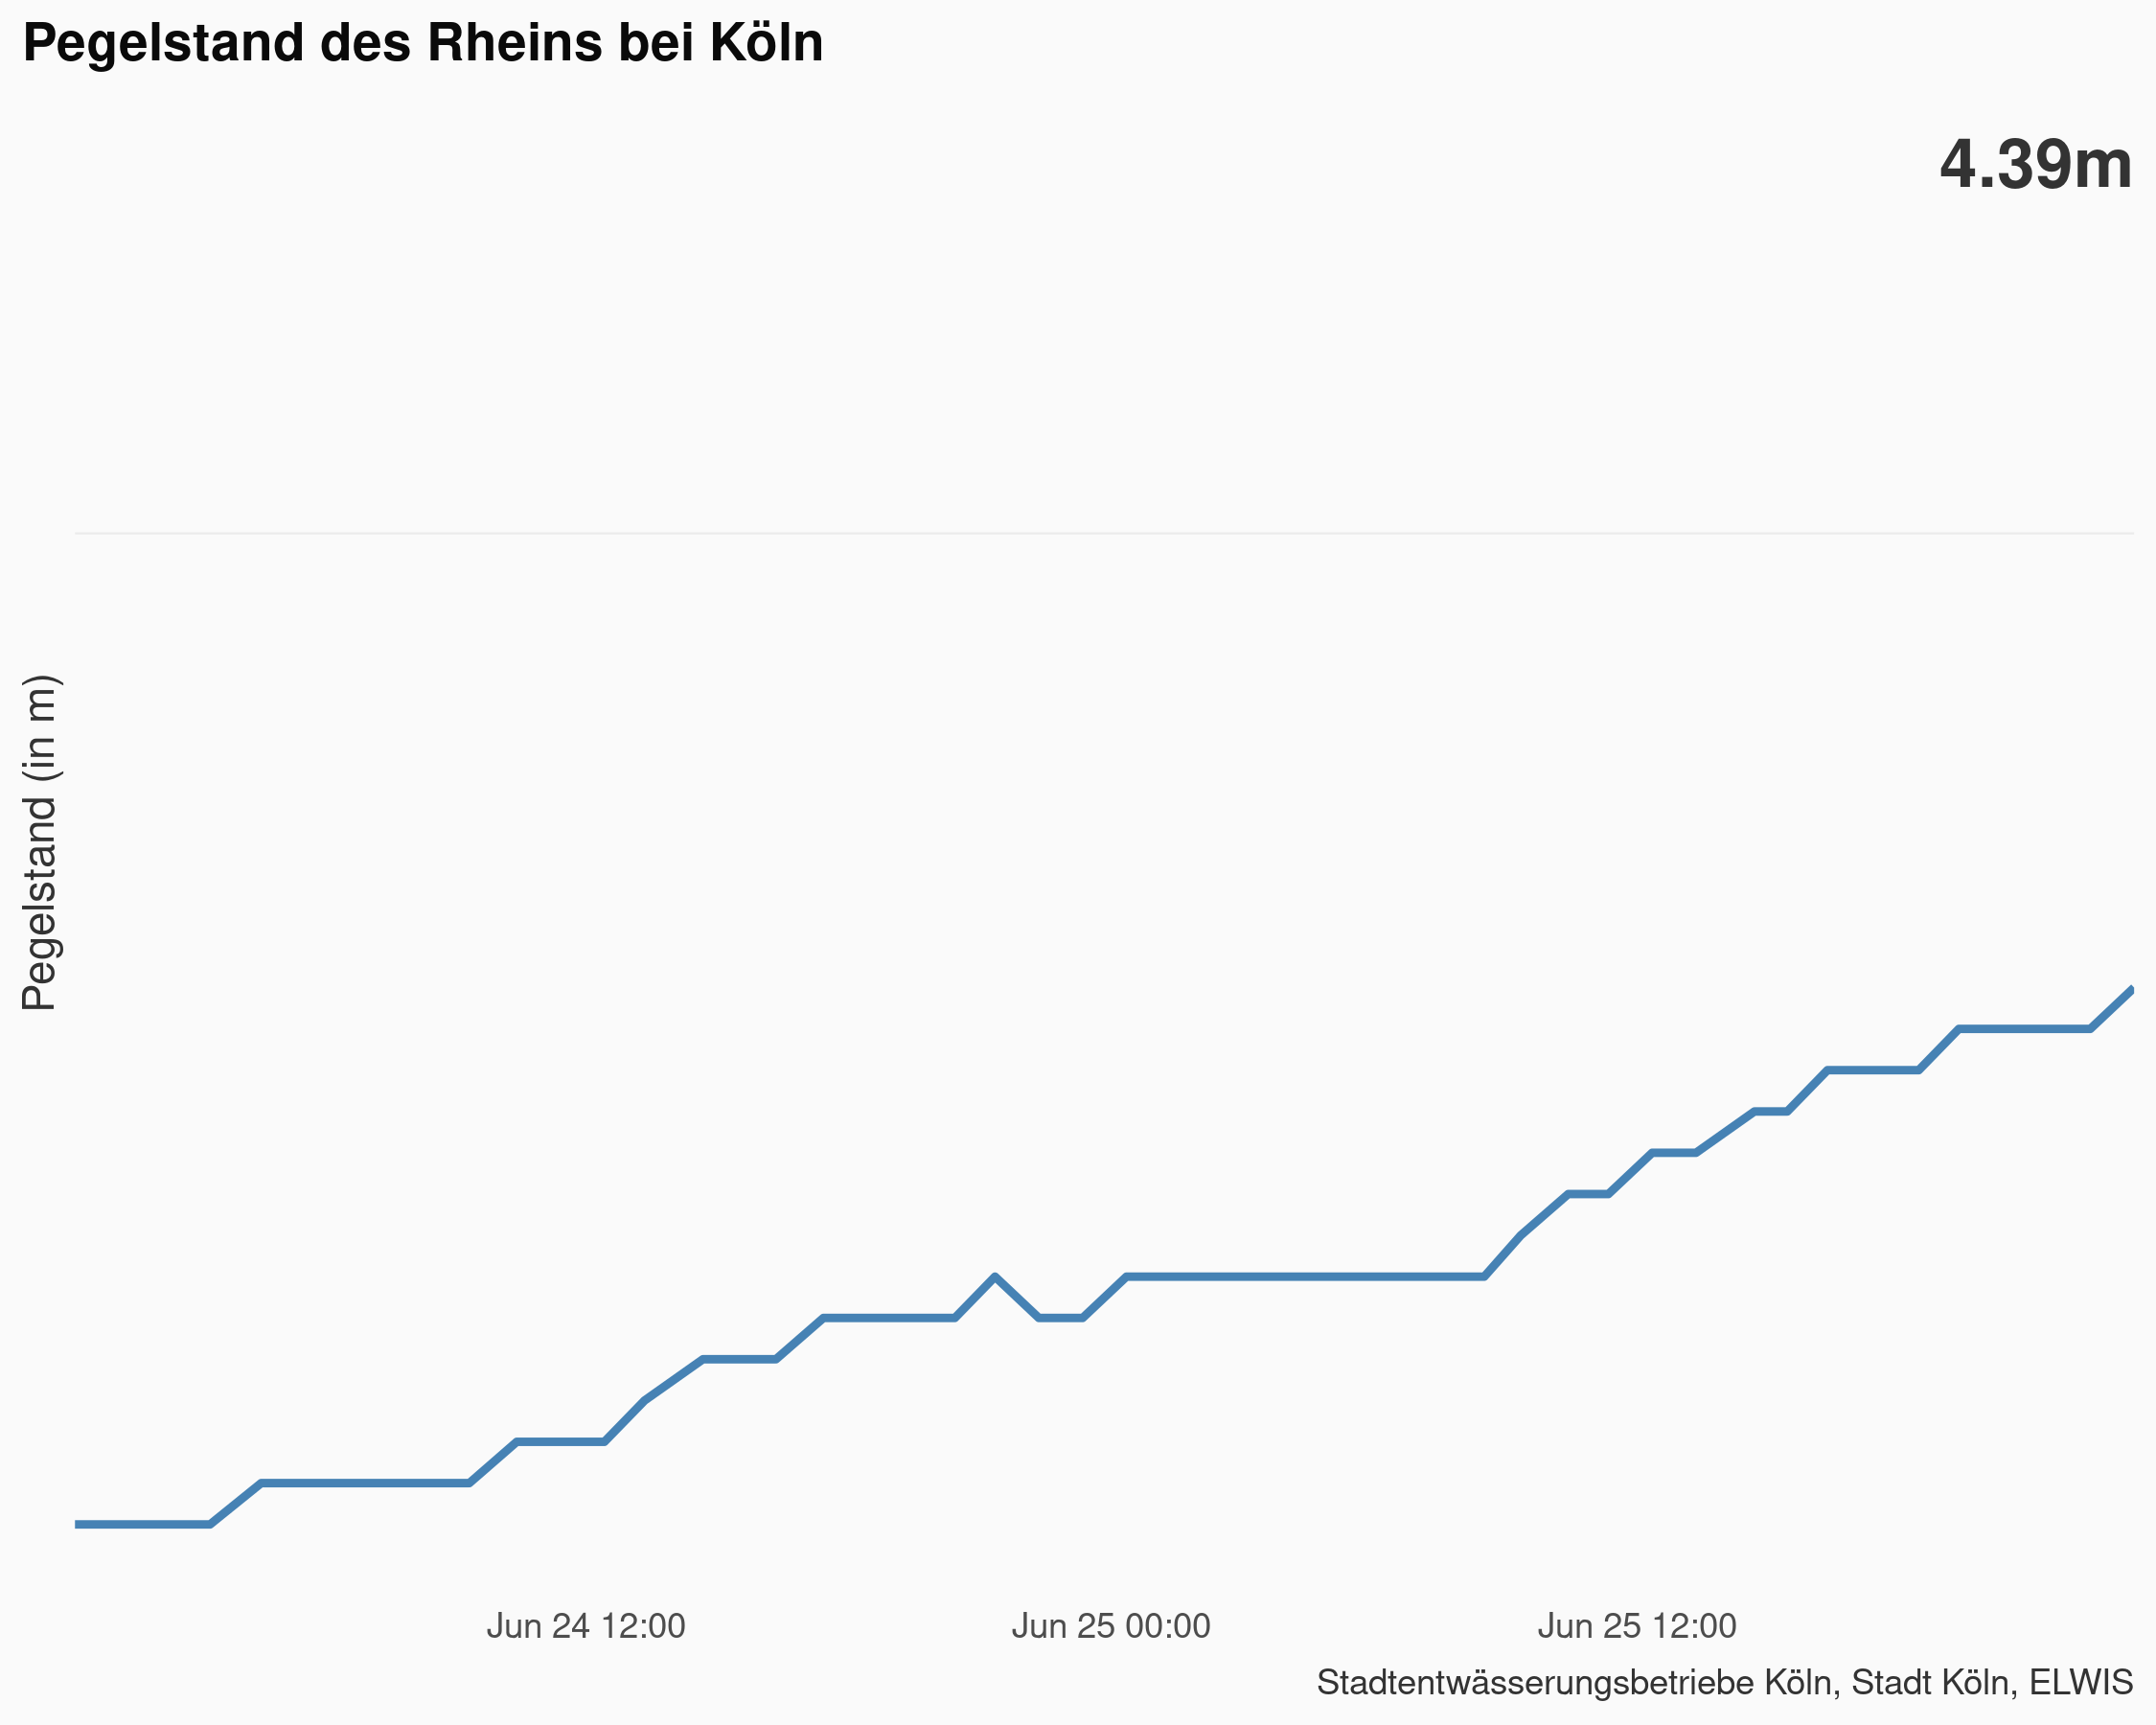 Pegelstand des Rheins bei Köln
4.39m
Pegelstand (in m)
Jun 24 12:00
Jun 25 00:00
Jun 25 12:00
Stadtentwässerungsbetriebe Köln, Stadt Köln, ELWIS